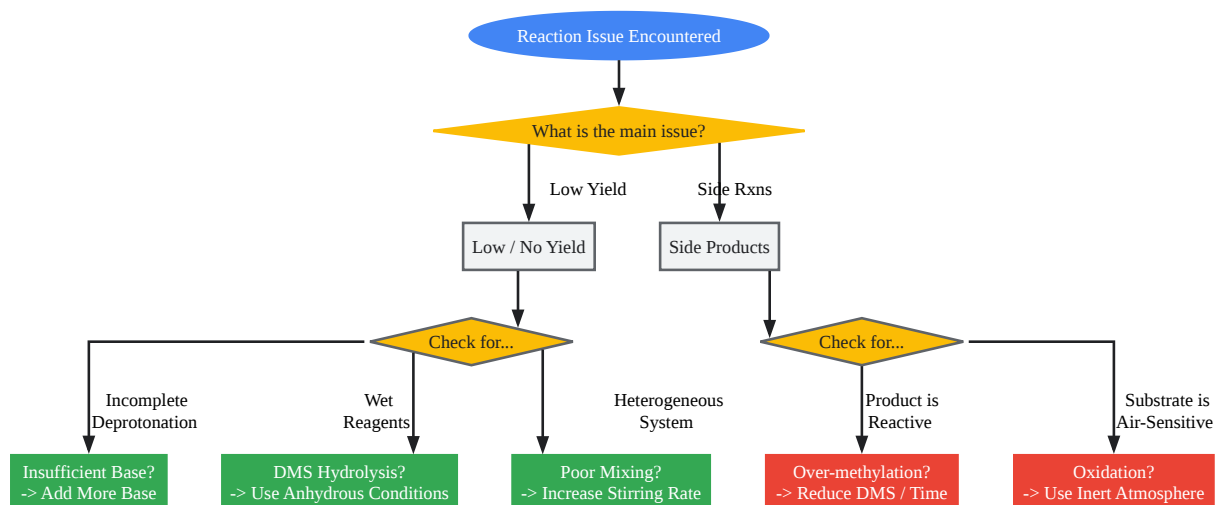 Reaction Issue Encountered
What is the main issue?
Low Yield
Side Rxns
Low / No Yield
Side Products
Check for...
Check for...
Incomplete
Deprotonation
Wet
Reagents
Heterogeneous
System
Product is
Reactive
Substrate is
Air-Sensitive
Insufficient Base?
-> Add More Base
DMS Hydrolysis?
-> Use Anhydrous Conditions
Poor Mixing?
-> Increase Stirring Rate
Over-methylation?
-> Reduce DMS / Time
Oxidation?
-> Use Inert Atmosphere